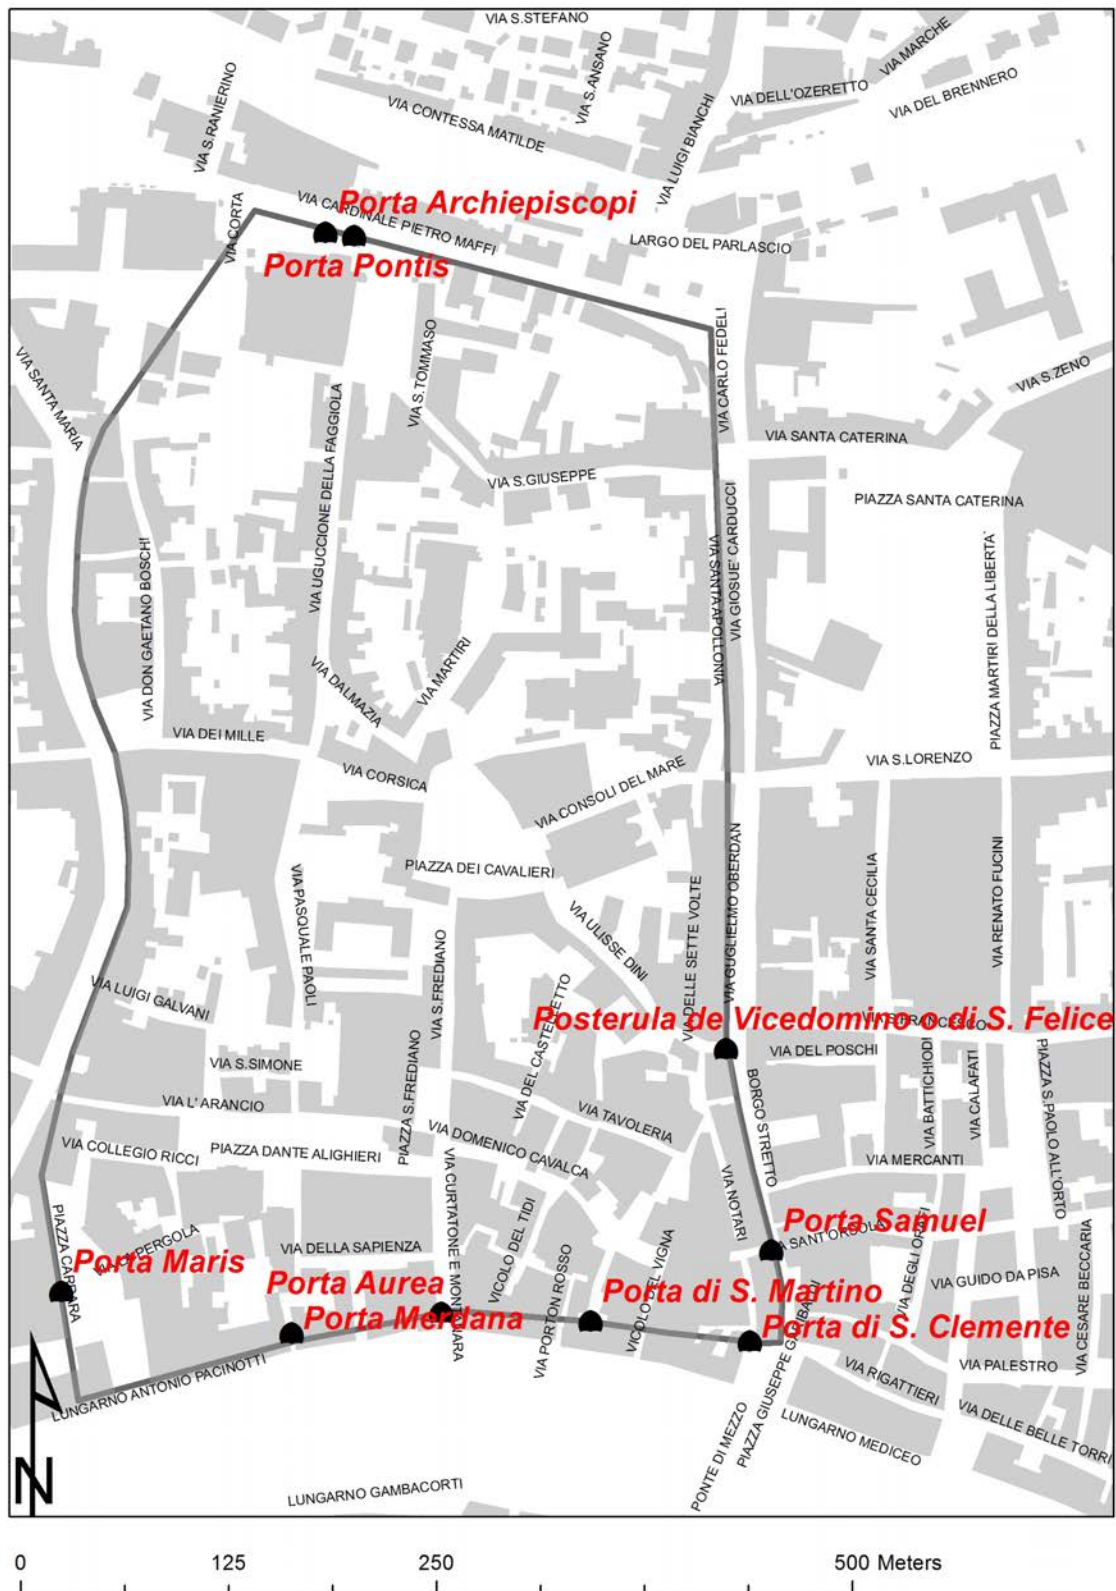 VIA S.STEFANO
VIA MARCHE
VIA S.ANSANO
VIA S.RANIERINO
VIA DELL'OZERETTO
VIA DEL BRENNERO
VIA CONTESSA MATILDE
VIA LUIGI BIANCHI
Porta Archiepiscopi
VIA CARDINALE PIETRO MAFFI
VIA CORTA
LARGO DEL PARLASCIO
Porta Pontis
VIA SANTA MARIA
VIA S.TOMMASO
VIA CARLO FEDELI
VIA S.ZENO
VIA SANTA CATERINA
VIA UGUCCIONE DELLA FAGGIOLA
VIA S.GIUSEPPE
PIAZZA SANTA CATERINA
VIA GIOSUE' CARDUCCI
VIA SANTA APOLLONIA
VIA DON GAETANO BOSCHI
PIAZZA MARTIRI DELLA LIBERTA'
VIA MARTIRI
VIA DALMAZIA
VIA DEI MILLE
VIA CORSICA
VIA S.LORENZO
VIA CONSOLI DEL MARE
PIAZZA DEI CAVALIERI
VIA GUGLIELMO OBERDAN
VIA PASQUALE PAOLI
VIA DELLE SETTE VOLTE
VIA SANTA CECILIA
VIA RENATO FUCINI
VIA ULISSE DINI
VIA S.FREDIANO
VIA LUIGI GALVANI
VIA DEL CASTELLETTO
Posterula de Vicedomino o di S. Felice
VIA S.FRANCESCO
VIA DEL POSCHI
VIA S.SIMONE
PIAZZA S.FREDIANO
BORGO STRETTO
VIA BATTICHIODI
VIA CALAFATI
PIAZZA S.PAOLO ALL'ORTO
VIA L' ARANCIO
VIA TAVOLERIA
VIA DOMENICO CAVALCA
VIA COLLEGIO RICCI
PIAZZA DANTE ALIGHIERI
VIA MERCANTI
VIA CURTATONE E MONTANARA
VIA NOTARI
PIAZZA CARRARA
VICOLO DEL TIDI
Porta Samuel
SANT'ORSOLA
VIA DEGLI ORAFI
VIA CESARE BECCARIA
PERGOLA
Porta Maris
VIA DELLA SAPIENZA
VICOLO DEL VIGNA
VIA PORTON ROSSO
VIA GUIDO DA PISA
Porta Aurea
Porta di S. Martino
Porta Merdana
Porta di S. Clemente
PIAZZA GIUSEPPE GARIBALDI
VIA RIGATTIERI
VIA PALESTRO
LUNGARNO ANTONIO PACINOTTI
VIA DELLE BELLE TORRI
LUNGARNO MEDICEO
PONTE DI MEZZO
LUNGARNO GAMBACORTI
N
0 125 250 500 Meters